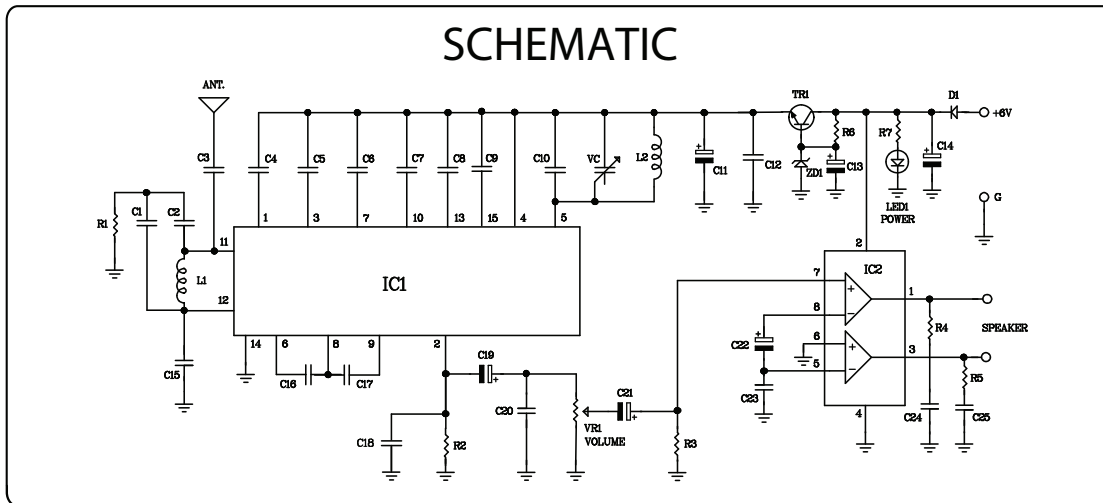 SCHEMATIC
ANT.
TR1
D1
+6V
C3
C4
C5
C6
C7
C8
C9
C10
VC
L2
C11
C12
ZD1
R6
C13
R7
C14
LED1
POWER
G
R1
C1
C2
L1
11
12
1
3
7
10
13
15
4
5
IC1
14
6
8
9
2
C15
C16
C17
C18
R2
C19
C20
VR1
VOLUME
C21
R3
2
IC2
7
8
6
5
1
3
4
+
-
+
-
C22
C23
R4
R5
C24
C25
SPEAKER
+
+
+
+
+
+